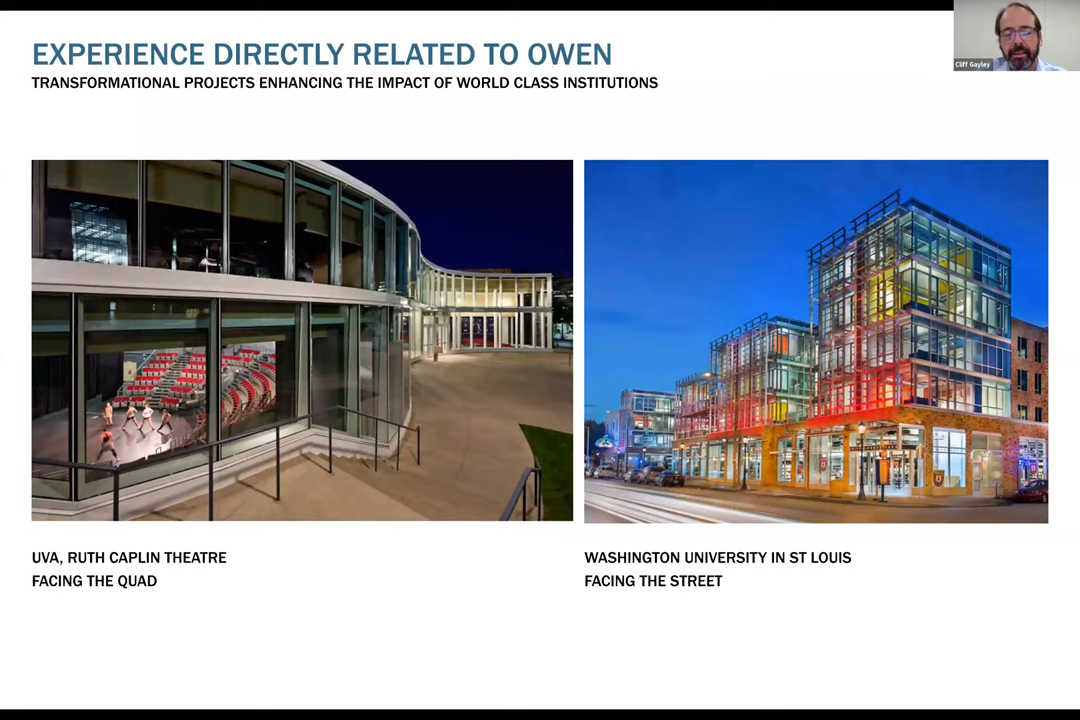 EXPERIENCE DIRECTLY RELATED TO OWEN
TRANSFORMATIONAL PROJECTS ENHANCING THE IMPACT OF WORLD CLASS INSTITUTIONS
Cliff Gayley
UVA, RUTH CAPLIN THEATRE
FACING THE QUAD
WASHINGTON UNIVERSITY IN ST LOUIS
FACING THE STREET